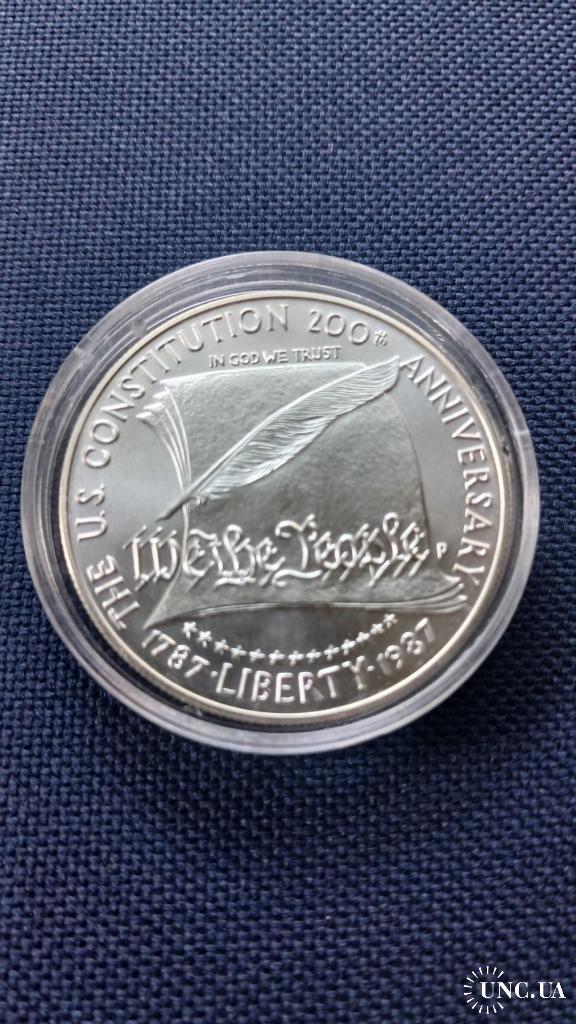 THE U.S. CONSTITUTION 200th ANNIVERSARY
IN GOD WE TRUST
We the People
P
1787 · LIBERTY · 1987
UNC.UA